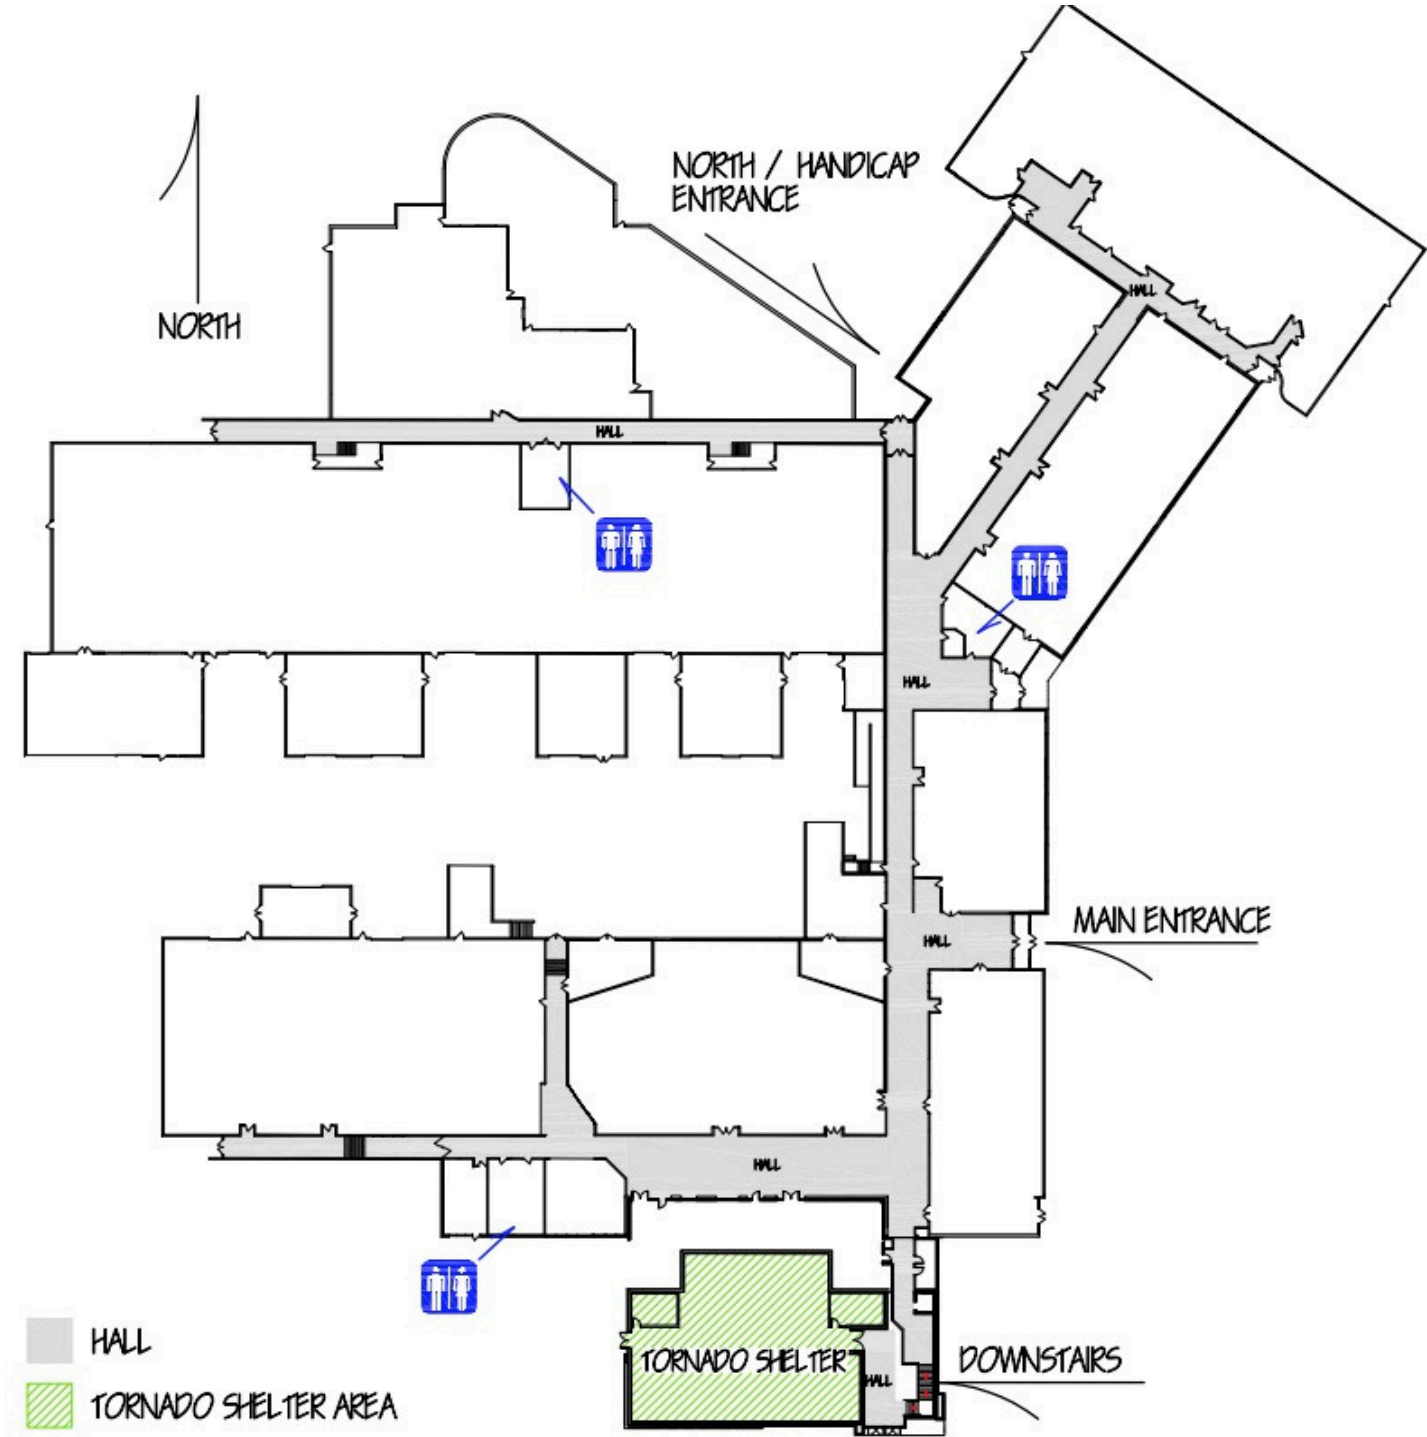 NORTH / HANDICAP
ENTRANCE
NORTH
HALL
HALL
HALL
MAIN ENTRANCE
HALL
HALL
TORNADO SHELTER
HALL
DOWNSTAIRS
HALL
TORNADO SHELTER AREA